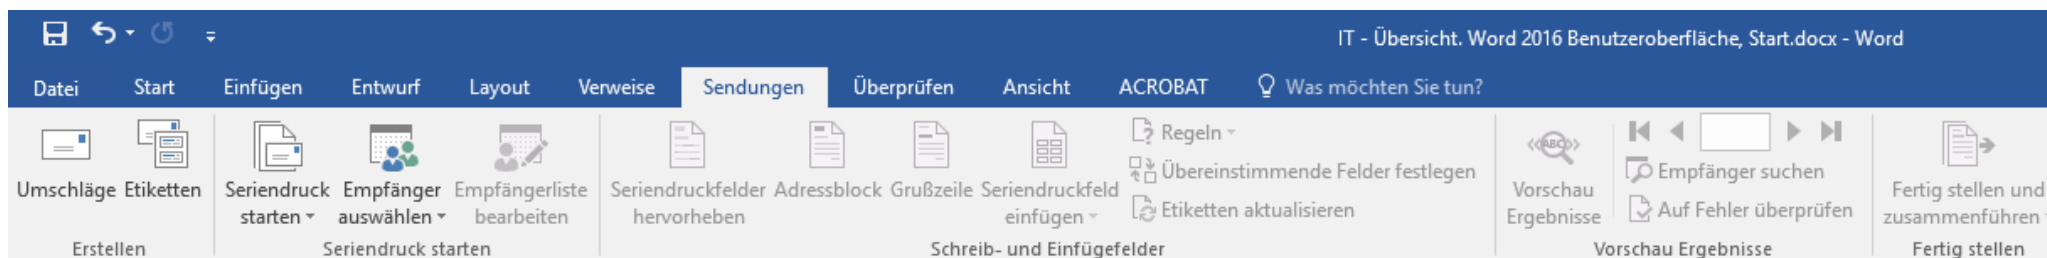 IT - Übersicht. Word 2016 Benutzeroberfläche, Start.docx - Word
Datei Start Einfügen Entwurf Layout Verweise Sendungen Überprüfen Ansicht ACROBAT Was möchten Sie tun?
Umschläge Etiketten
Erstellen
Seriendruck
starten
Empfänger
auswählen
Empfängerliste
bearbeiten
Seriendruck starten
Seriendruckfelder
hervorheben
Adressblock
Grußzeile
Seriendruckfeld
einfügen
Regeln
Übereinstimmende Felder festlegen
Etiketten aktualisieren
Schreib- und Einfügefelder
ABC
Vorschau
Ergebnisse
Empfänger suchen
Auf Fehler überprüfen
Vorschau Ergebnisse
Fertig stellen und
zusammenführen
Fertig stellen